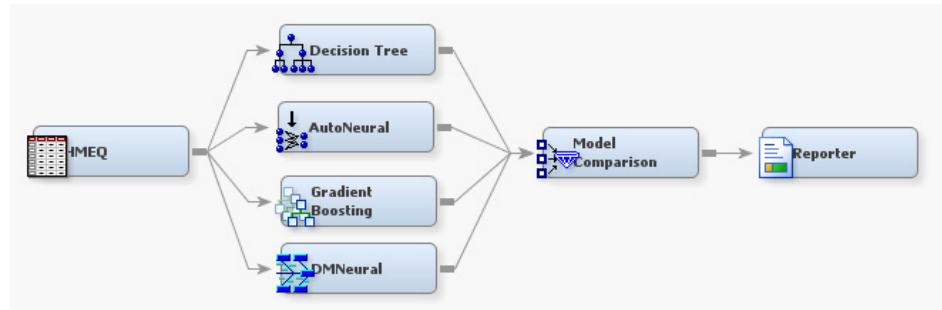 HMEQ
Decision Tree
AutoNeural
Gradient
Boosting
DMNeural
Model
Comparison
Reporter